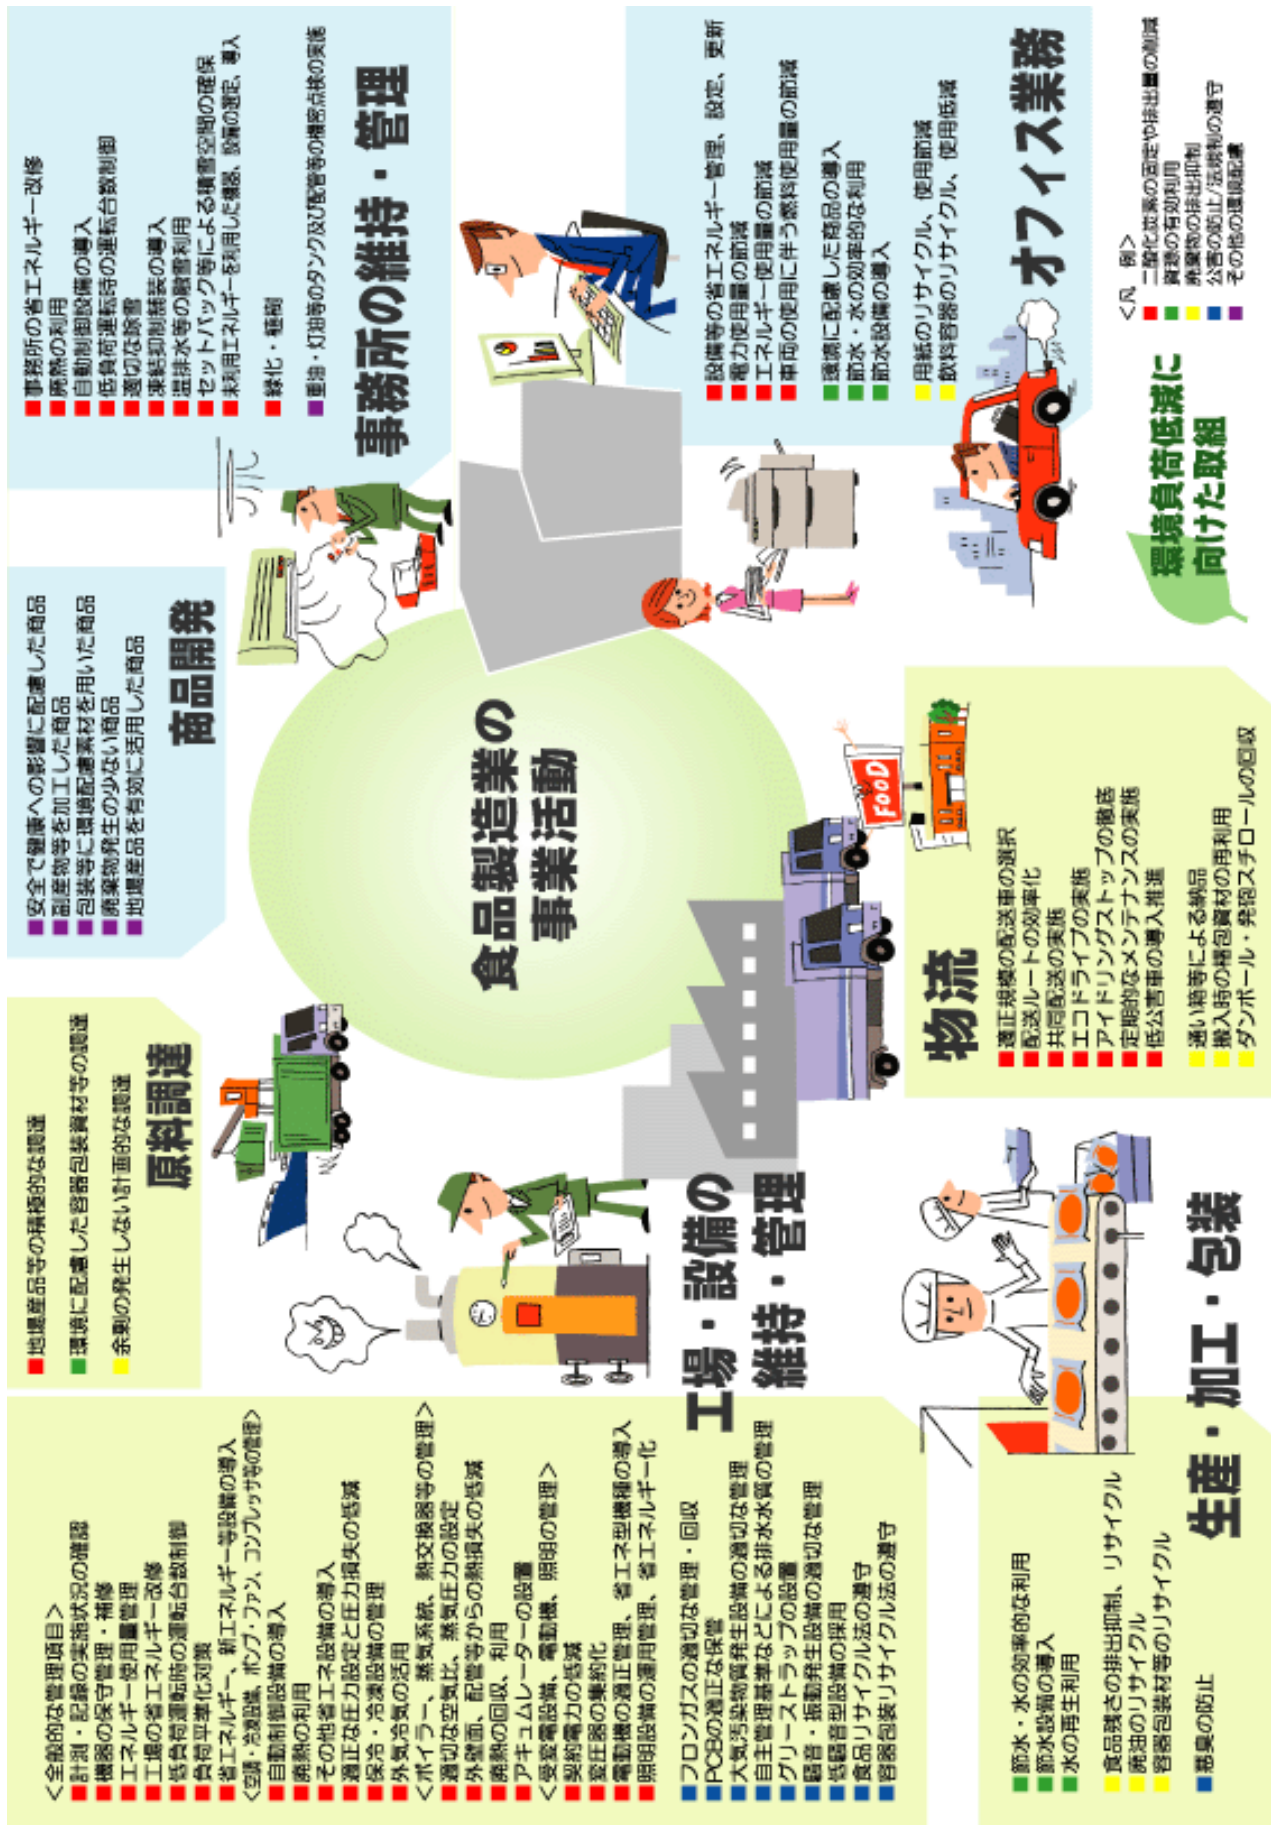 食品製造業の
事業活動
原料調達
■地場産品等の積極的な調達
■環境に配慮した容器包装資材等の調達
■余剰の発生しない計画的な調達
商品開発
■安全で健康への影響に配慮した商品
■副産物等を加工した商品
■包装等に環境配慮素材を用いた商品
■廃棄物発生の少ない商品
■地場産品を有効に活用した商品
事務所の維持・管理
■事務所の省エネルギー改修
■廃熱の利用
■自動制御設備の導入
■低負荷運転時の運転台数制御
■適切な除雪
■凍結抑制舗装の導入
■温排水等の融雪利用
■セットバック等による積雪空間の確保
■未利用エネルギーを利用した機器、設備の選定、導入
■緑化・植樹
■重油・灯油等のタンク及び配管等の精密点検の実施
工場・設備の
維持・管理
＜全般的な管理項目＞
■計測・記録の実施状況の確認
■機器の保守管理・補修
■エネルギー使用量管理
■工場の省エネルギー改修
■低負荷運転時の運転台数制御
■負荷平準化対策
■省エネルギー、新エネルギー等設備の導入
＜空調・冷凍設備、ポンプ・ファン、コンプレッサ等の管理＞
■自動制御設備の導入
■廃熱の利用
■その他省エネ設備の導入
■適正な圧力設定と圧力損失の低減
■保冷・冷凍設備の管理
■外気冷気の活用
＜ボイラー、蒸気系統、熱交換器等の管理＞
■適切な空気比、蒸気圧力の設定
■外壁面、配管等からの熱損失の低減
■廃熱の回収、利用
■アキュムレーターの設置
＜受変電設備、電動機、照明の管理＞
■契約電力の低減
■変圧器の集約化
■電動機の適正管理、省エネ型機種の導入
■照明設備の運用管理、省エネルギー化
■フロンガスの適切な管理・回収
■PCBの適正な保管
■大気汚染物質発生設備の適切な管理
■自主管理基準などによる排水水質の管理
■グリーストラップの設置
■騒音・振動発生設備の適切な管理
■低騒音型設備の採用
■食品リサイクル法の遵守
■容器包装リサイクル法の遵守
オフィス業務
■設備等の省エネルギー管理、設定、更新
■電力使用量の節減
■エネルギー使用量の節減
■車両の使用に伴う燃料使用量の節減
■環境に配慮した商品の導入
■節水・水の効率的な利用
■節水設備の導入
■用紙のリサイクル、使用節減
■飲料容器のリサイクル、使用低減
FOOD
物流
■適正規模の配送車の選択
■配送ルートの効率化
■共同配送の実施
■エコドライブの実施
■アイドリングストップの徹底
■定期的なメンテナンスの実施
■低公害車の導入推進
■通い箱等による納品
■搬入時の梱包資材の再利用
■ダンボール・発泡スチロールの回収
生産・加工・包装
■節水・水の効率的な利用
■節水設備の導入
■水の再生利用
■食品残さの排出抑制、リサイクル
■廃油のリサイクル
■容器包装材等のリサイクル
■悪臭の防止
環境負荷低減に
向けた取組
＜凡 例＞
■二酸化炭素の固定や排出量の削減
■資源の有効利用
■廃棄物の排出抑制
■公害の防止/法規制の遵守
■その他の環境配慮